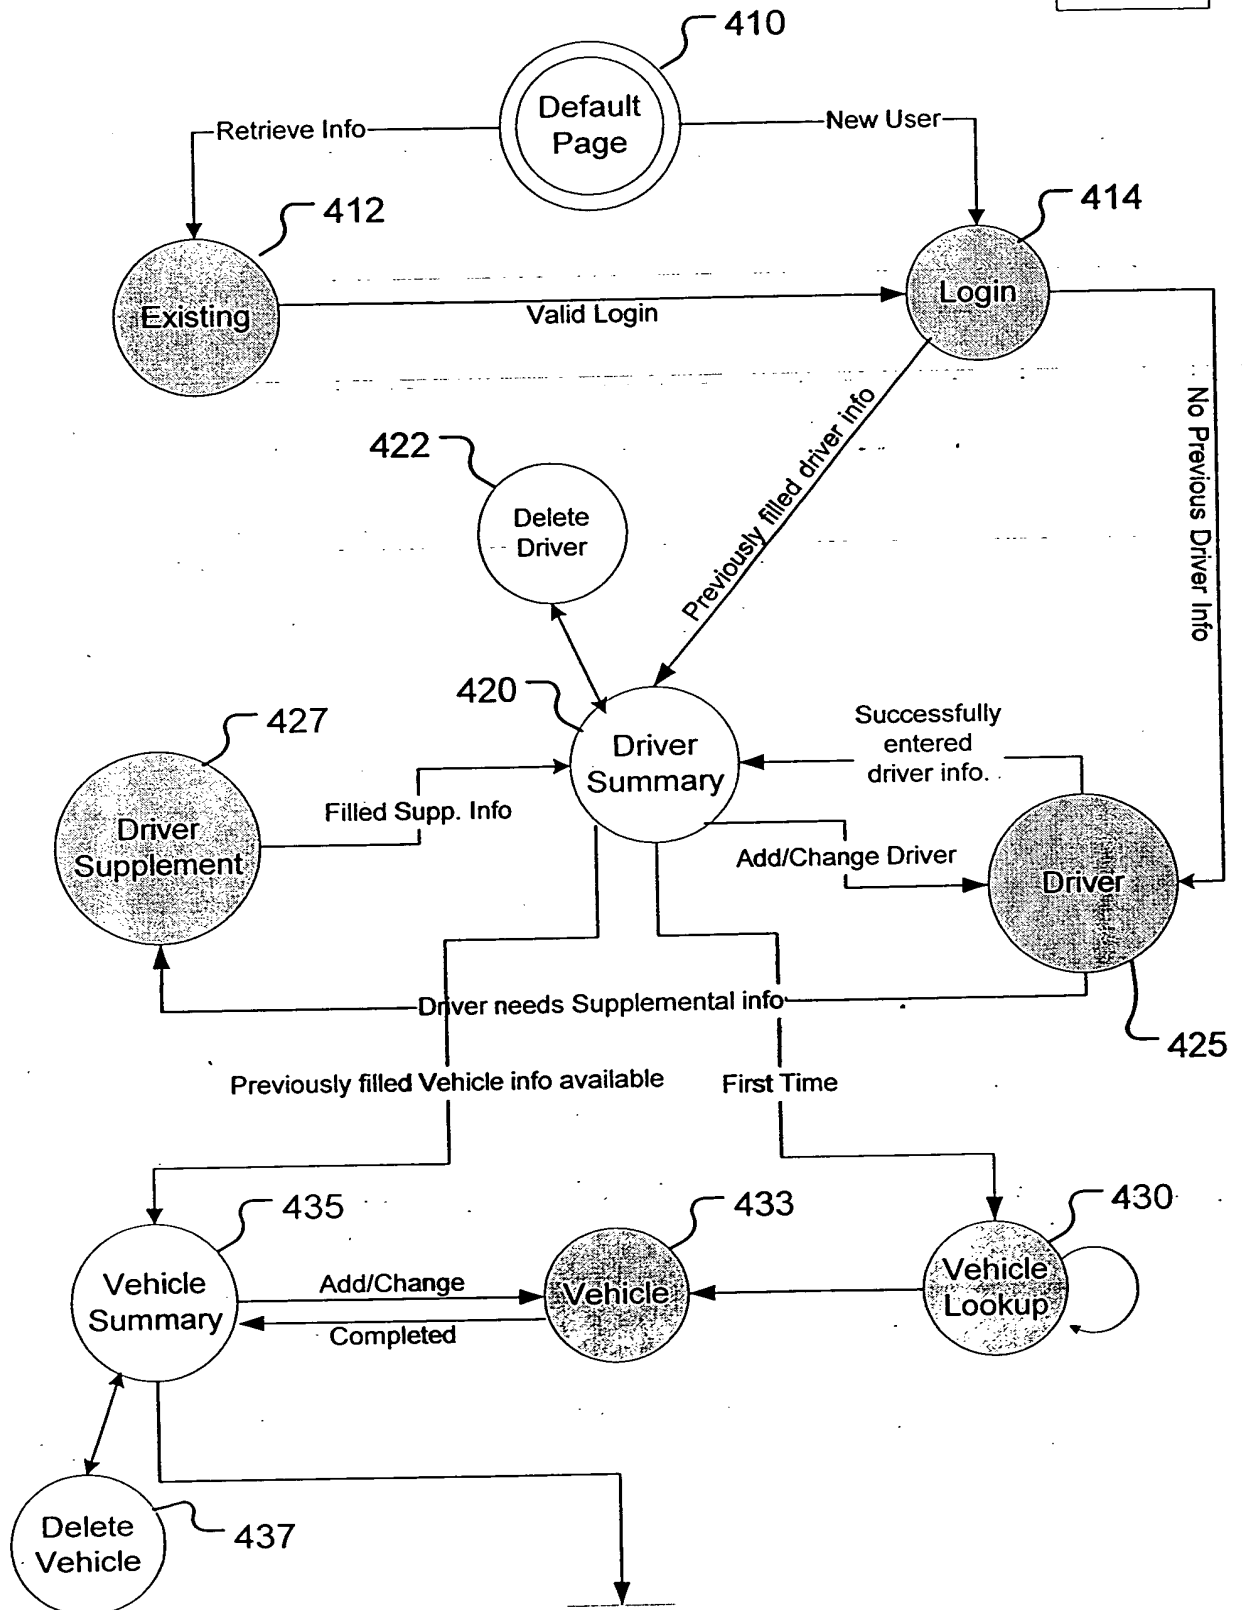 410
Default
Page
Retrieve Info
New User
412
414
Existing
Login
Valid Login
Previously filled driver info
No Previous Driver Info
422
Delete
Driver
420
427
Driver
Summary
Successfully
entered
driver info.
Driver
Supplement
Filled Supp. Info
Add/Change Driver
Driver
Driver needs Supplemental info
425
Previously filled Vehicle info available
First Time
435
433
430
Vehicle
Summary
Add/Change
Completed
Vehicle
Vehicle
Lookup
Delete
Vehicle
437